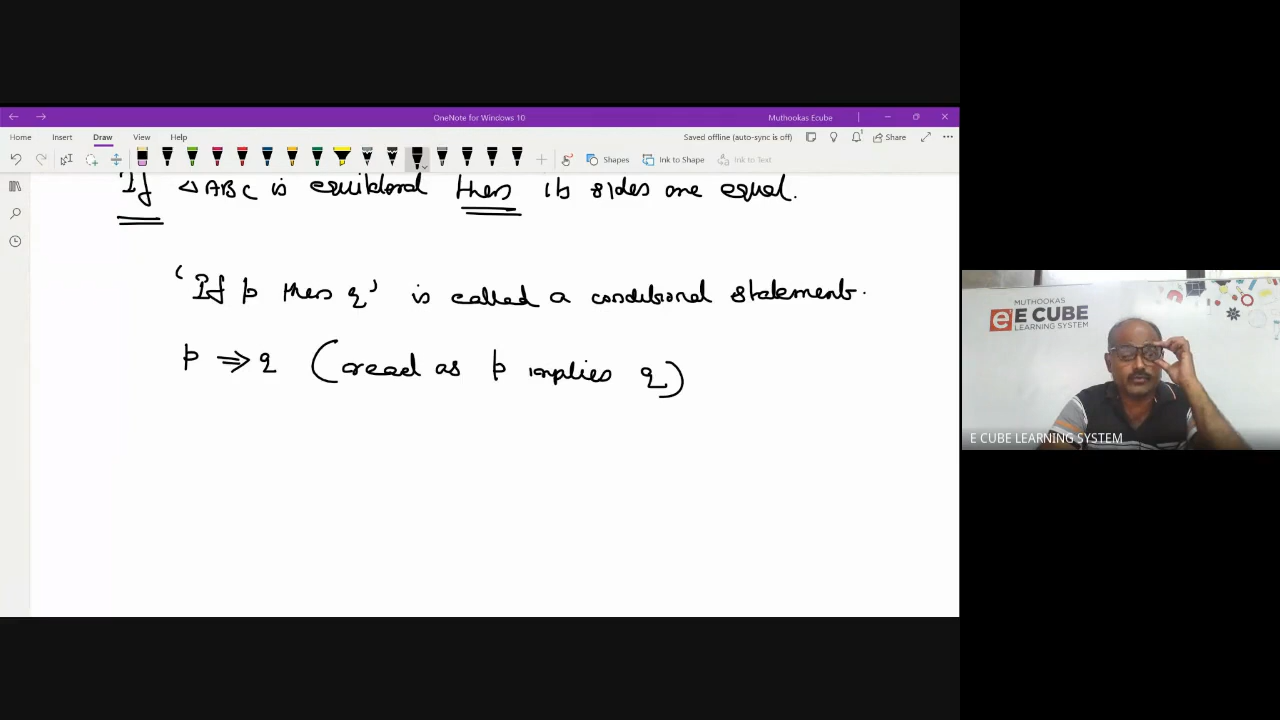 OneNote for Windows 10
Muthookas Ecube
Home Insert Draw View Help
Saved offline (auto-sync is off)
Share
Shapes
Ink to Shape
Ink to Text
If △ABC is equilateral then its sides are equal.
'If p then q' is called a conditional statement.
p ⇒ q (read as p implies q)
MUTHOOKAS
e E CUBE
LEARNING SYSTEM
E CUBE LEARNING SYSTEM